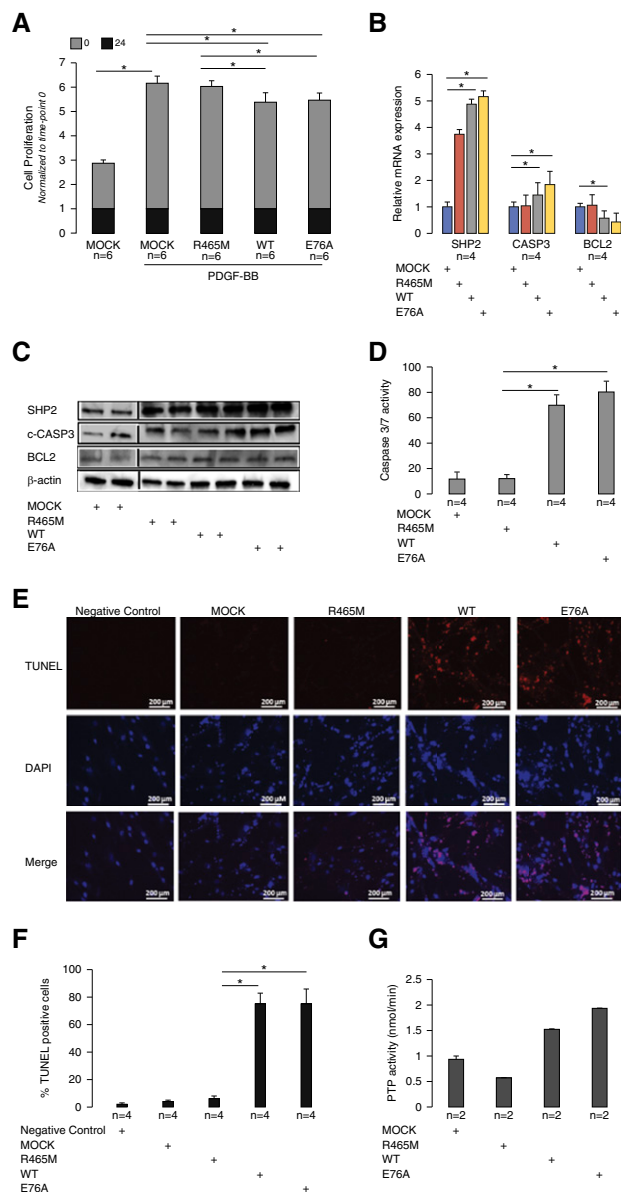 A
0 24
*
*
*
*
*
Cell Proliferation
Normalized to time-point 0
7
6
5
4
3
2
1
0
MOCK MOCK R465M WT E76A
n=6 n=6 n=6 n=6 n=6
PDGF-BB
B
Relative mRNA expression
6
5
4
3
2
1
0
*
*
*
*
*
SHP2 CASP3 BCL2
n=4 n=4 n=4
MOCK + + +
R465M + + +
WT + + +
E76A + + +
C
SHP2
c-CASP3
BCL2
β-actin
MOCK + +
R465M + +
WT + +
E76A + +
D
Caspase 3/7 activity
100
80
60
40
20
0
*
*
n=4 n=4 n=4 n=4
MOCK +
R465M +
WT +
E76A +
E
Negative Control MOCK R465M WT E76A
TUNEL
200 µm 200 µm 200 µm 200 µm 200 µm
DAPI
200 µm 200 µM 200 µm 200 µm 200 µm
Merge
200 µm 200 µm 200 µm 200 µm 200 µm
F
% TUNEL positive cells
100
80
60
40
20
0
*
*
n=4 n=4 n=4 n=4 n=4
Negative Control +
MOCK +
R465M +
WT +
E76A +
G
PTP activity (nmol/min)
2.5
2
1.5
1
0.5
0
n=2 n=2 n=2 n=2
MOCK +
R465M +
WT +
E76A +